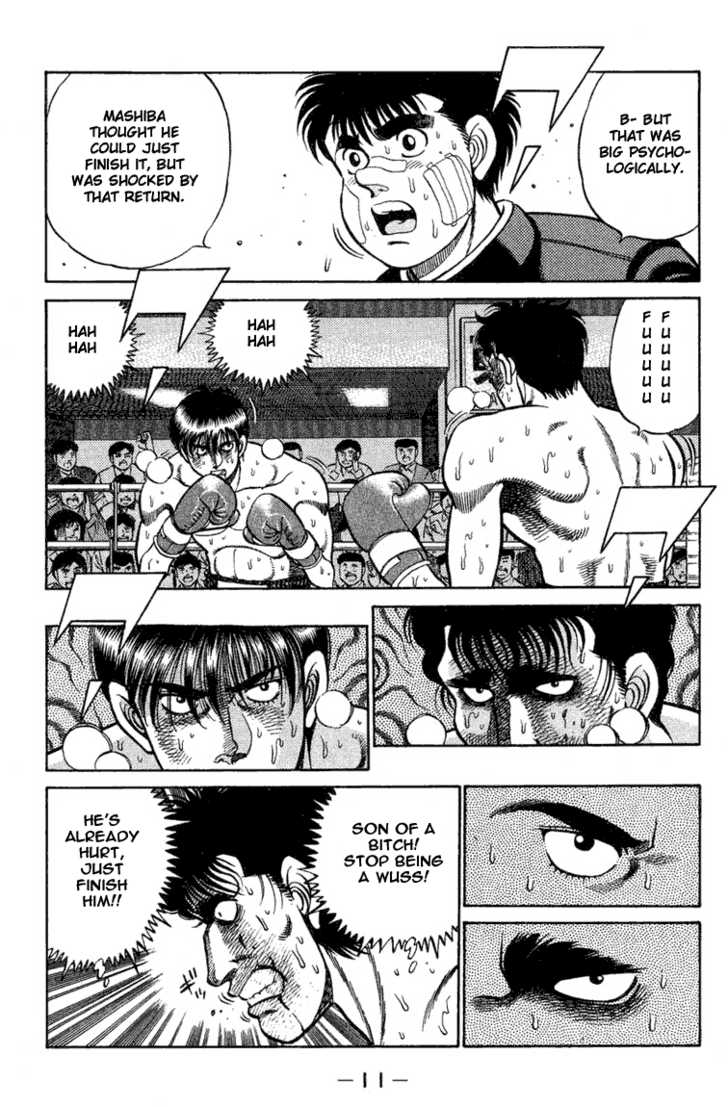 B- BUT
THAT WAS
BIG PSYCHO-
LOGICALLY.
MASHIBA
THOUGHT HE
COULD JUST
FINISH IT, BUT
WAS SHOCKED BY
THAT RETURN.
F F
U U
U U
U U
U U
U U
HAH
HAH
HAH
HAH
SON OF A
BITCH!
STOP BEING
A WUSS!
HE'S
ALREADY
HURT,
JUST
FINISH
HIM!!
— 11 —